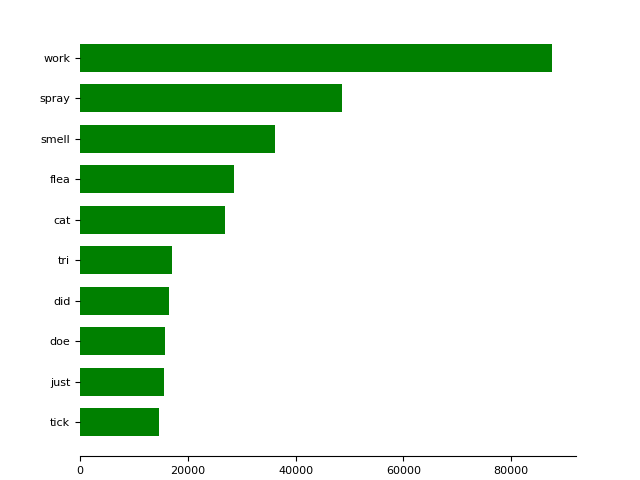 work
spray
smell
flea
cat
tri
did
doe
just
tick
0 20000 40000 60000 80000